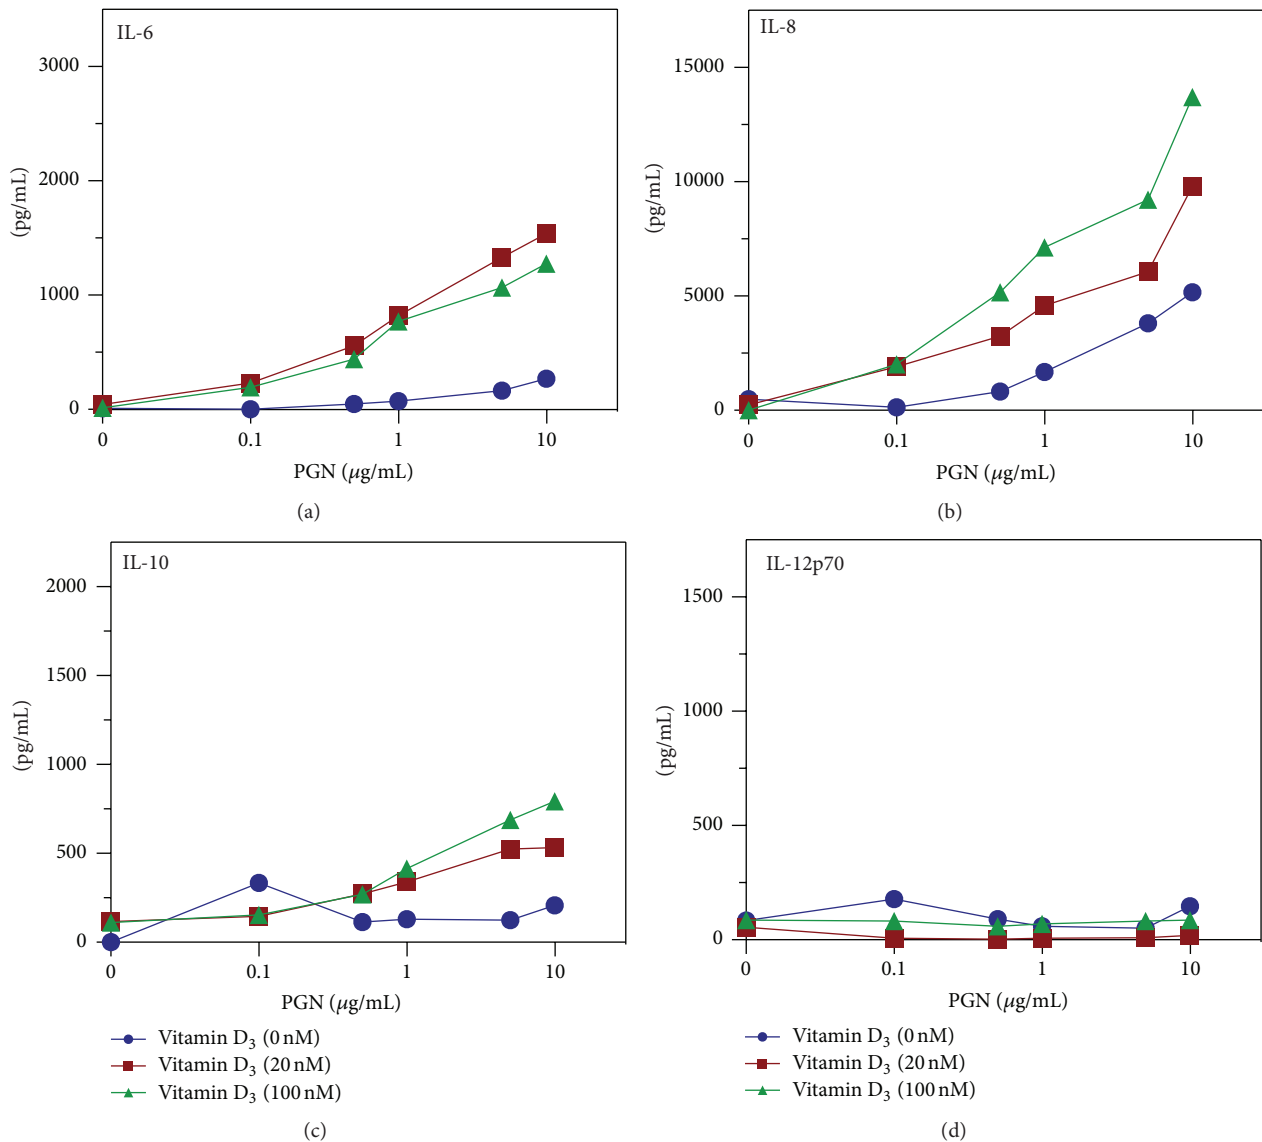 IL-6
3000
2000
1000
0
(pg/mL)
0 0.1 1 10
PGN (μg/mL)
(a)
IL-8
15000
10000
5000
0
(pg/mL)
0 0.1 1 10
PGN (μg/mL)
(b)
IL-10
2000
1500
1000
500
0
(pg/mL)
0 0.1 1 10
PGN (μg/mL)
Vitamin D₃ (0 nM)
Vitamin D₃ (20 nM)
Vitamin D₃ (100 nM)
(c)
IL-12p70
1500
1000
500
0
(pg/mL)
0 0.1 1 10
PGN (μg/mL)
Vitamin D₃ (0 nM)
Vitamin D₃ (20 nM)
Vitamin D₃ (100 nM)
(d)